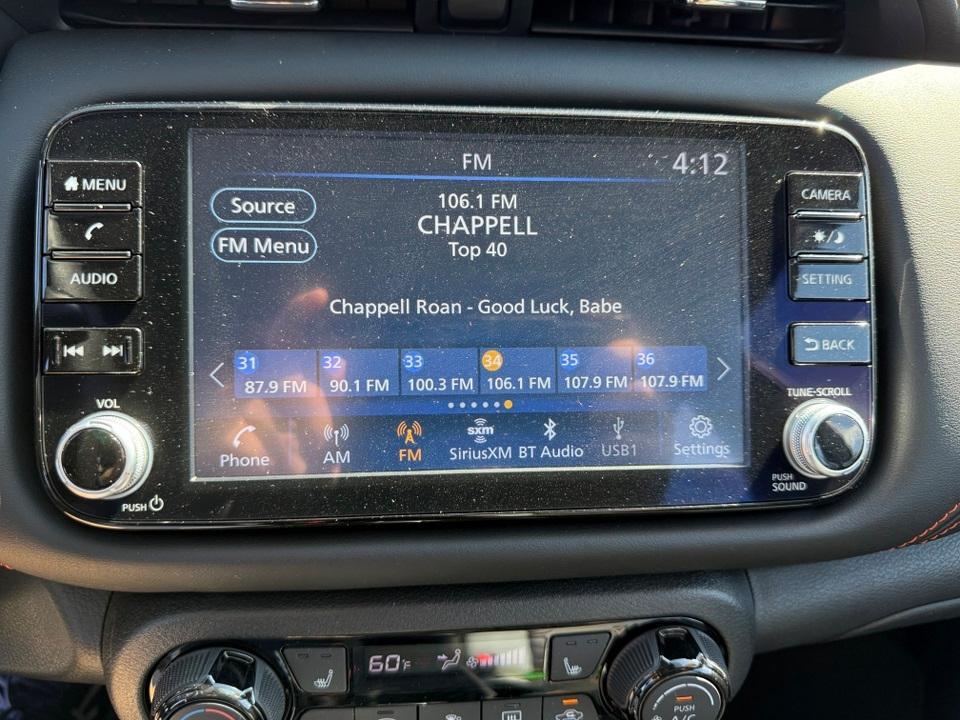 FM
4:12
MENU
AUDIO
VOL
PUSH
Source
FM Menu
106.1 FM
CHAPPELL
Top 40
Chappell Roan - Good Luck, Babe
31 32 33 34 35 36
87.9 FM 90.1 FM 100.3 FM 106.1 FM 107.9 FM 107.9 FM
Phone AM FM sxm SiriusXM BT Audio USB1 Settings
CAMERA
SETTING
BACK
TUNE·SCROLL
PUSH
SOUND
60°F
PUSH
A/C